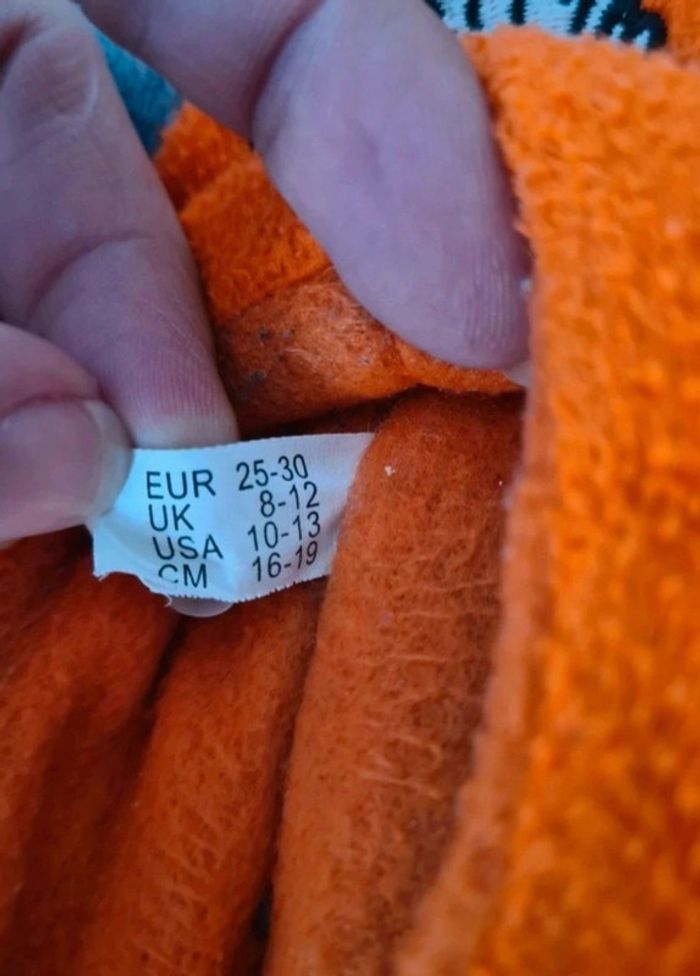 EUR 25-30
UK 8-12
USA 10-13
CM 16-19